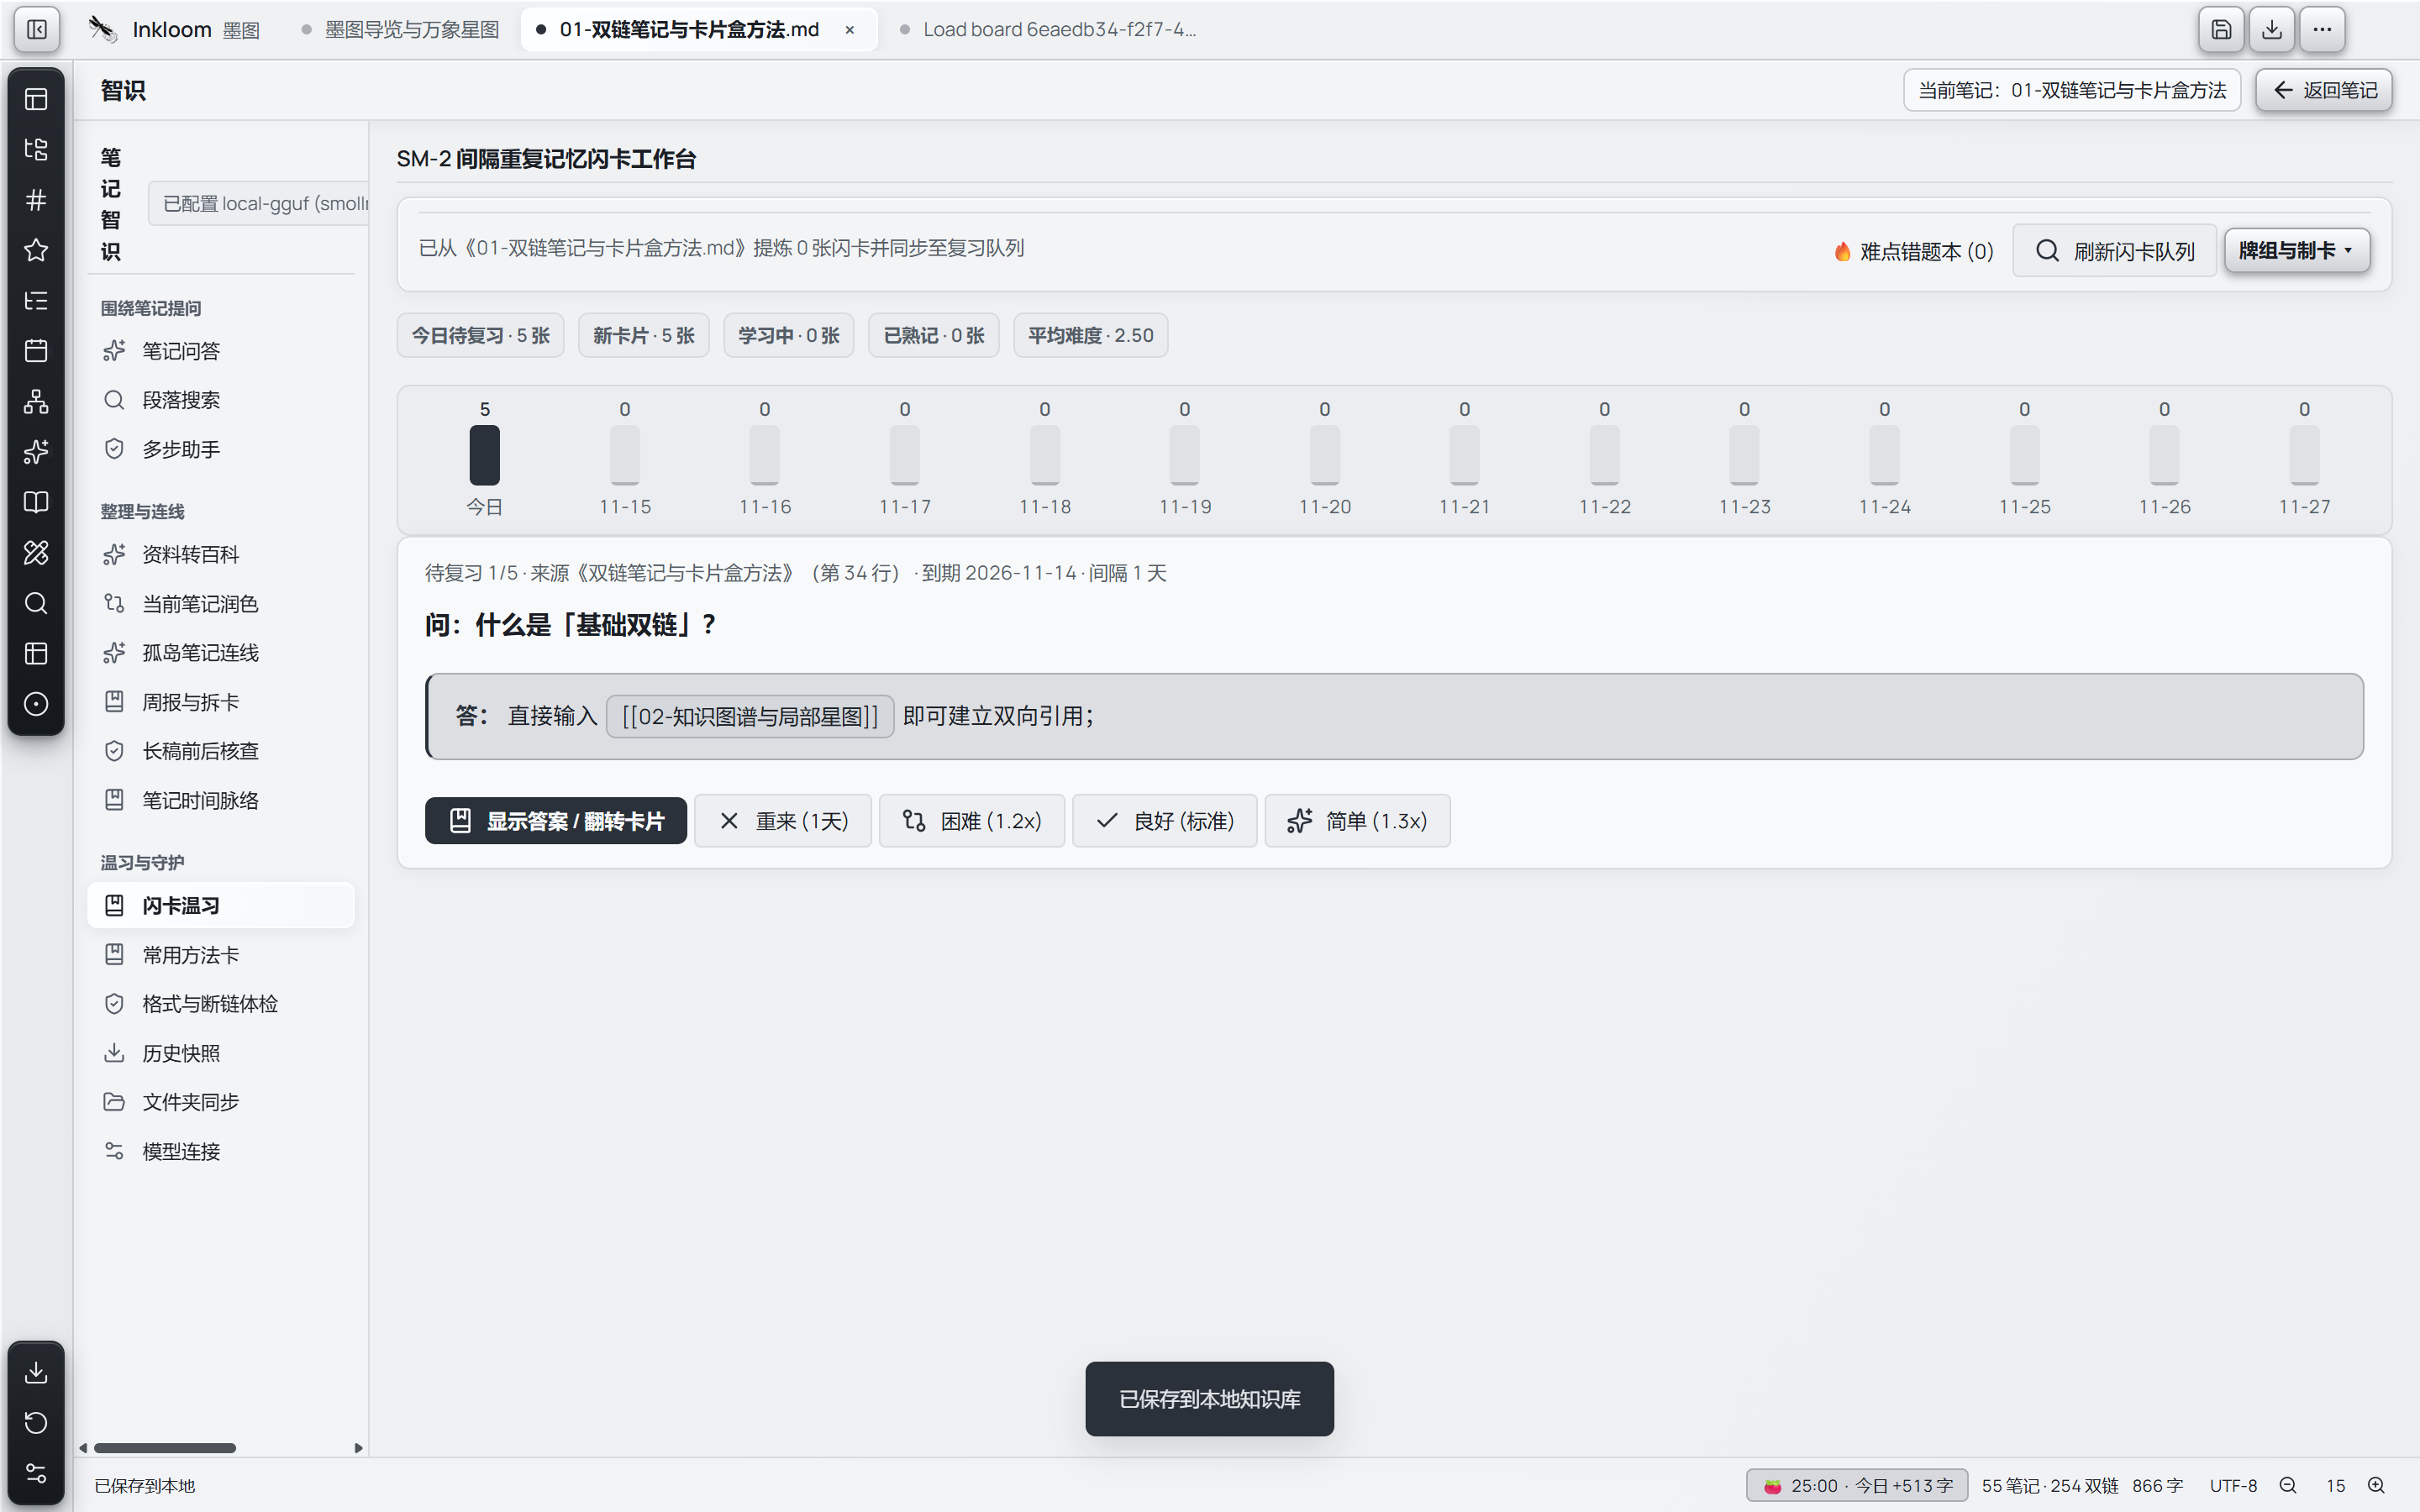 Inkloom 墨图
墨图导览与万象星图
01-双链笔记与卡片盒方法.md ×
Load board 6eaedb34-f2f7-4...
智识
当前笔记：01-双链笔记与卡片盒方法
返回笔记
笔记智识
已配置 local-gguf (smoll
围绕笔记提问
笔记问答
段落搜索
多步助手
整理与连线
资料转百科
当前笔记润色
孤岛笔记连线
周报与拆卡
长稿前后核查
笔记时间脉络
温习与守护
闪卡温习
常用方法卡
格式与断链体检
历史快照
文件夹同步
模型连接
SM-2 间隔重复记忆闪卡工作台
已从《01-双链笔记与卡片盒方法.md》提炼 0 张闪卡并同步至复习队列
难点错题本 (0)
刷新闪卡队列
牌组与制卡
今日待复习 · 5 张
新卡片 · 5 张
学习中 · 0 张
已熟记 · 0 张
平均难度 · 2.50
5 0 0 0 0 0 0 0 0 0 0 0 0 0
今日 11-15 11-16 11-17 11-18 11-19 11-20 11-21 11-22 11-23 11-24 11-25 11-26 11-27
待复习 1/5 · 来源《双链笔记与卡片盒方法》（第 34 行） · 到期 2026-11-14 · 间隔 1 天
问：什么是「基础双链」？
答： 直接输入 [[02-知识图谱与局部星图]] 即可建立双向引用；
显示答案 / 翻转卡片
重来 (1天)
困难 (1.2x)
良好 (标准)
简单 (1.3x)
已保存到本地知识库
已保存到本地
25:00 · 今日 +513 字
55 笔记 · 254 双链
866 字
UTF-8
15